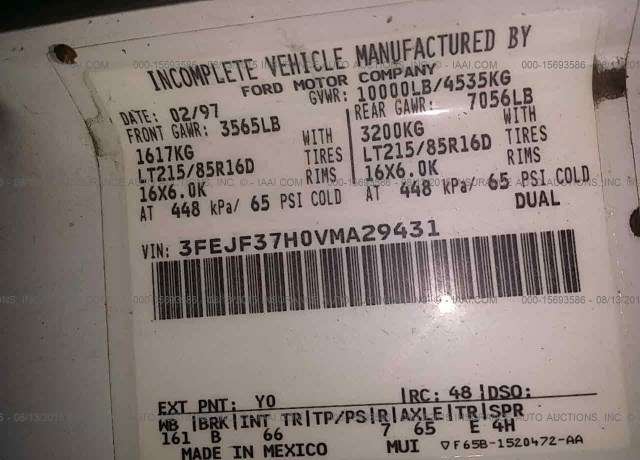 INCOMPLETE VEHICLE MANUFACTURED BY
FORD MOTOR COMPANY
DATE: 02/97 GVWR: 10000LB/4535KG
FRONT GAWR: 3565LB REAR GAWR: 7056LB
1617KG WITH 3200KG WITH
LT215/85R16D TIRES LT215/85R16D TIRES
16X6.0K RIMS 16X6.0K RIMS
AT 448 kPa/ 65 PSI COLD AT 448 kPa/ 65 PSI COLD
DUAL
VIN: 3FEJF37H0VMA29431
EXT PNT: Y0 RC: 48 DSO:
WB BRK INT TR TP/PS R AXLE TR SPR
161 B 66 7 65 E 4H
MADE IN MEXICO MUI F65B-1520472-AA